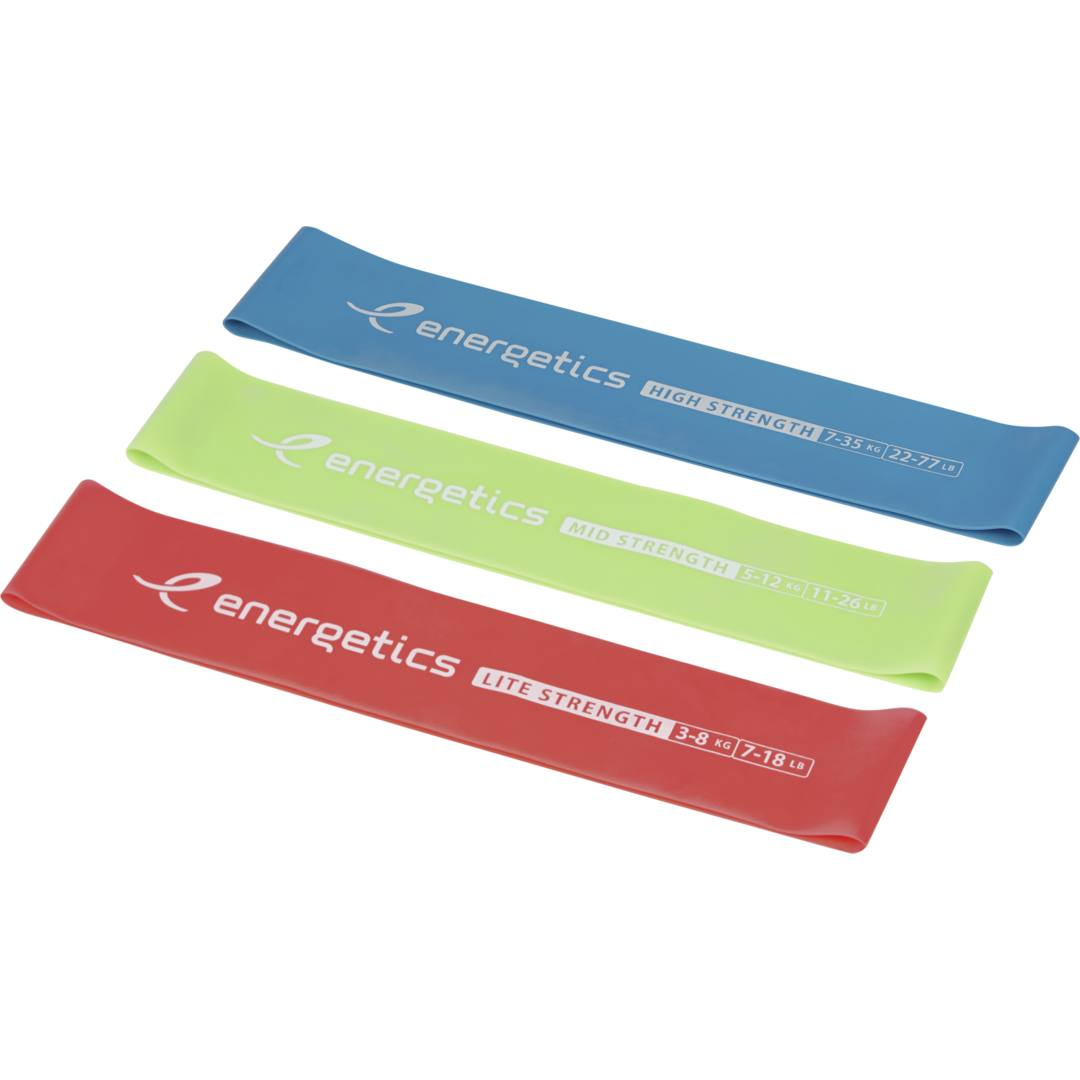 energetics HIGH STRENGTH 7-35 KG 22-77 LB
energetics MID STRENGTH 5-12 KG 11-26 LB
energetics LITE STRENGTH 3-8 KG 7-18 LB